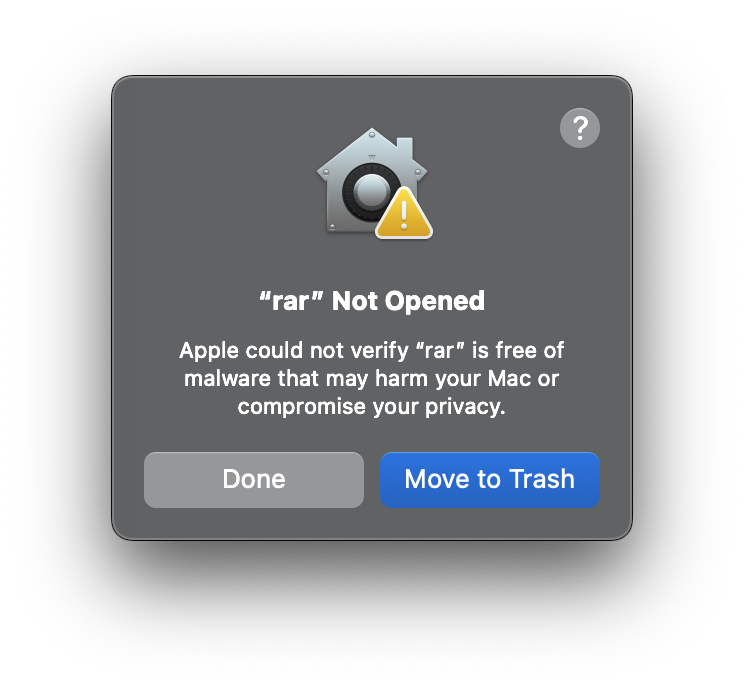 ?
“rar” Not Opened
Apple could not verify “rar” is free of
malware that may harm your Mac or
compromise your privacy.
Done
Move to Trash